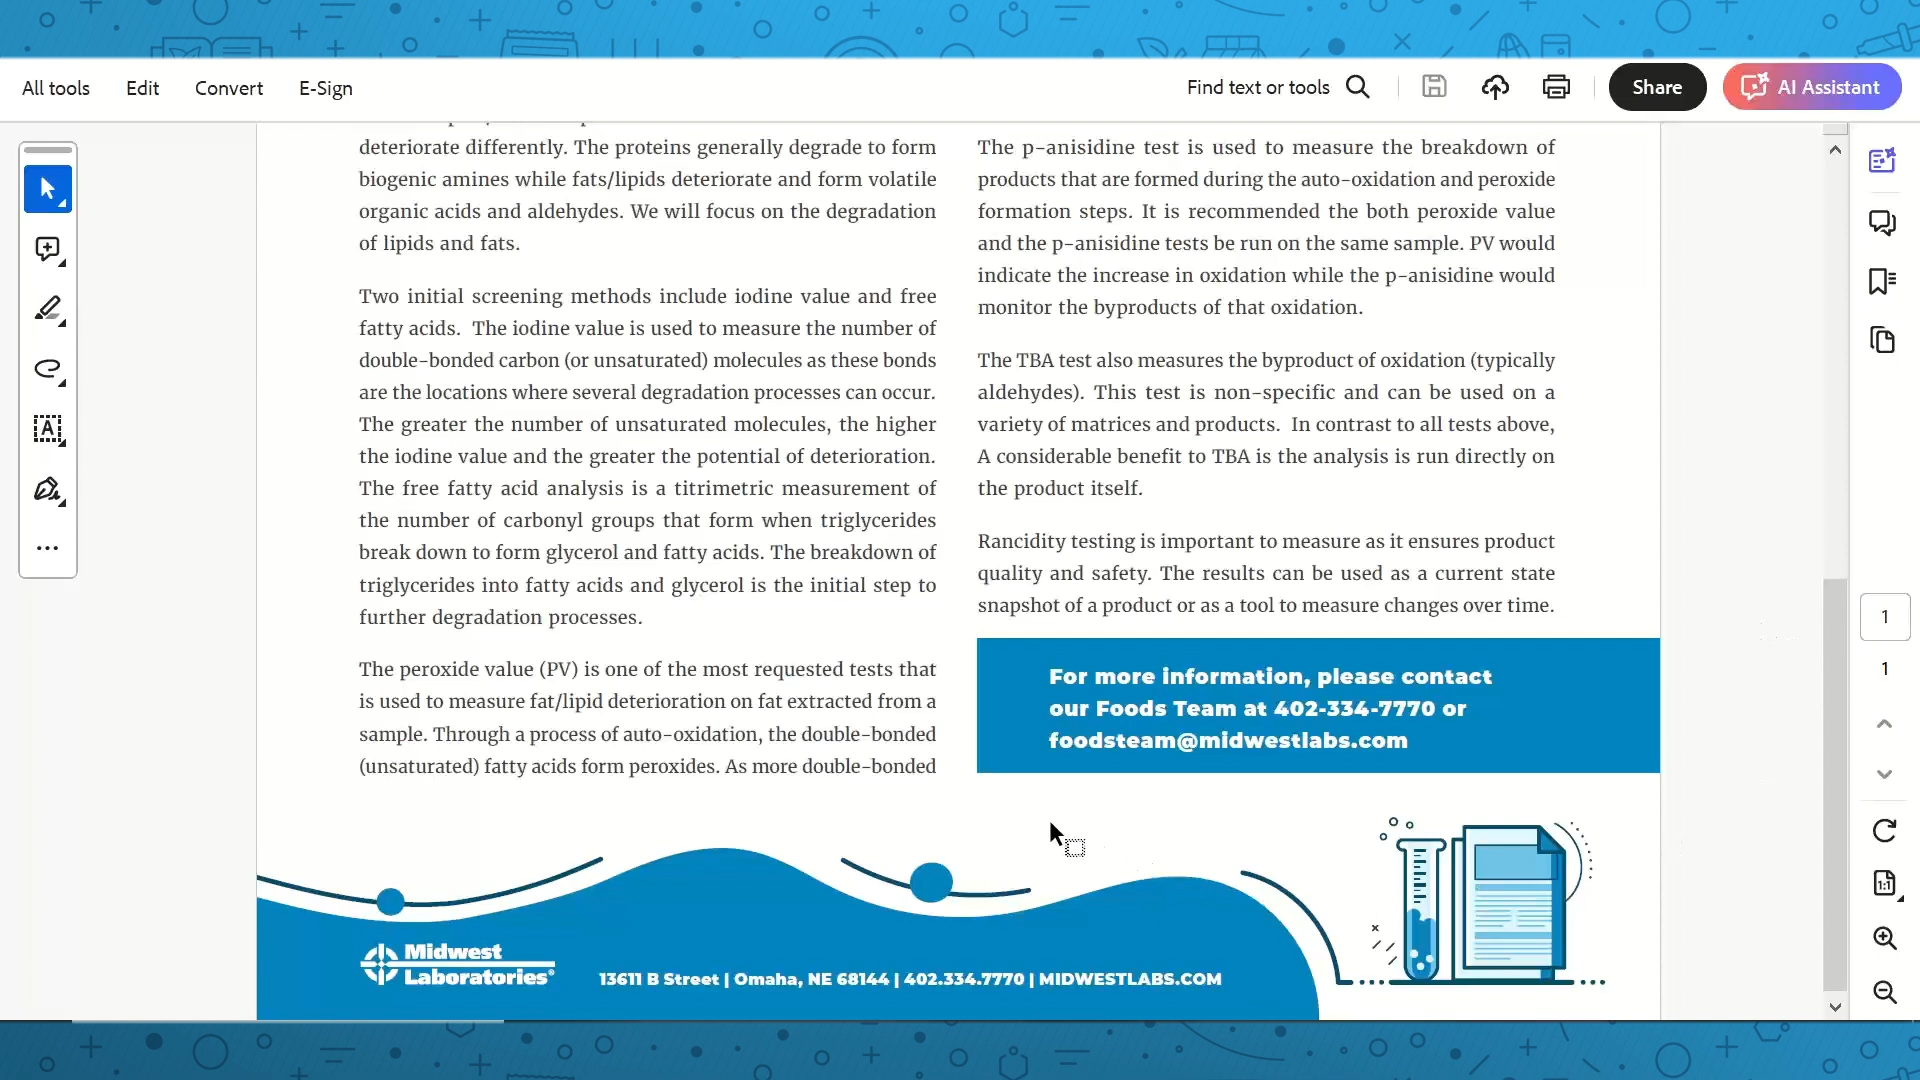 All tools Edit Convert E-Sign Find text or tools Share AI Assistant
deteriorate differently. The proteins generally degrade to form
biogenic amines while fats/lipids deteriorate and form volatile
organic acids and aldehydes. We will focus on the degradation
of lipids and fats.
Two initial screening methods include iodine value and free
fatty acids. The iodine value is used to measure the number of
double-bonded carbon (or unsaturated) molecules as these bonds
are the locations where several degradation processes can occur.
The greater the number of unsaturated molecules, the higher
the iodine value and the greater the potential of deterioration.
The free fatty acid analysis is a titrimetric measurement of
the number of carbonyl groups that form when triglycerides
break down to form glycerol and fatty acids. The breakdown of
triglycerides into fatty acids and glycerol is the initial step to
further degradation processes.
The peroxide value (PV) is one of the most requested tests that
is used to measure fat/lipid deterioration on fat extracted from a
sample. Through a process of auto-oxidation, the double-bonded
(unsaturated) fatty acids form peroxides. As more double-bonded
The p-anisidine test is used to measure the breakdown of
products that are formed during the auto-oxidation and peroxide
formation steps. It is recommended the both peroxide value
and the p-anisidine tests be run on the same sample. PV would
indicate the increase in oxidation while the p-anisidine would
monitor the byproducts of that oxidation.
The TBA test also measures the byproduct of oxidation (typically
aldehydes). This test is non-specific and can be used on a
variety of matrices and products. In contrast to all tests above,
A considerable benefit to TBA is the analysis is run directly on
the product itself.
Rancidity testing is important to measure as it ensures product
quality and safety. The results can be used as a current state
snapshot of a product or as a tool to measure changes over time.
For more information, please contact
our Foods Team at 402-334-7770 or
foodsteam@midwestlabs.com
Midwest
Laboratories®
13611 B Street | Omaha, NE 68144 | 402.334.7770 | MIDWESTLABS.COM
1
1
1:1